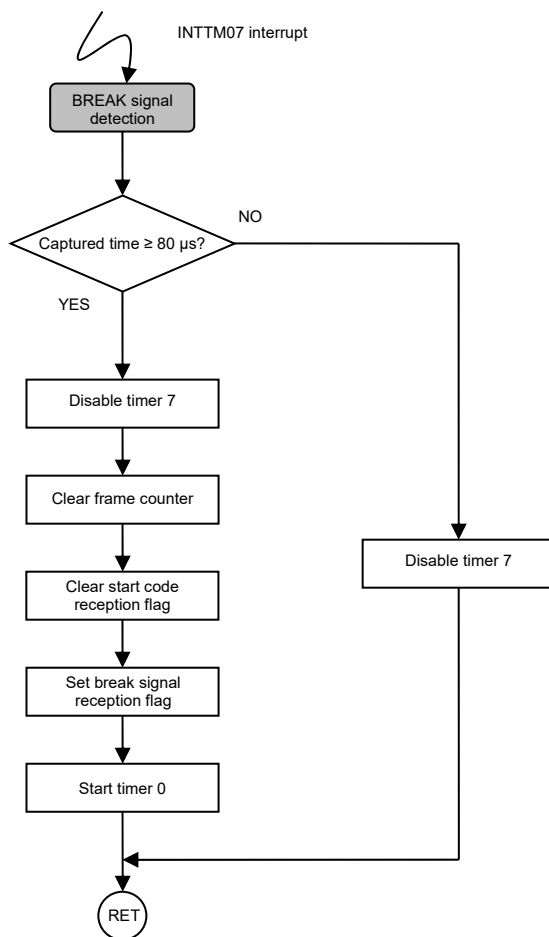 INTTM07 interrupt
BREAK signal
detection
Captured time ≥ 80 µs?
NO
YES
Disable timer 7
Clear frame counter
Clear start code
reception flag
Disable timer 7
Set break signal
reception flag
Start timer 0
RET